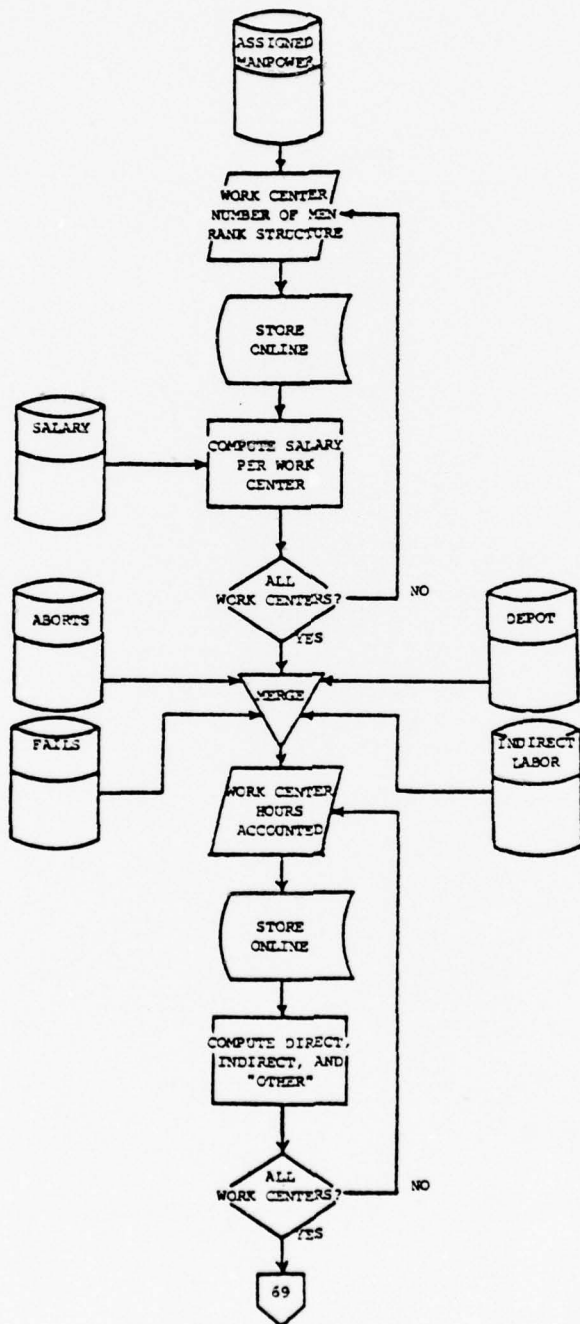 ASSIGNED
MANPOWER
WORK CENTER
NUMBER OF MEN
RANK STRUCTURE
STORE
ONLINE
SALARY
COMPUTE SALARY
PER WORK
CENTER
ALL
WORK CENTERS?
NO
YES
ABORTS
DEPOT
MERGE
FAILS
INDIRECT
LABOR
WORK CENTER
HOURS
ACCOUNTED
STORE
ONLINE
COMPUTE DIRECT,
INDIRECT, AND
"OTHER"
ALL
WORK CENTERS?
NO
YES
69